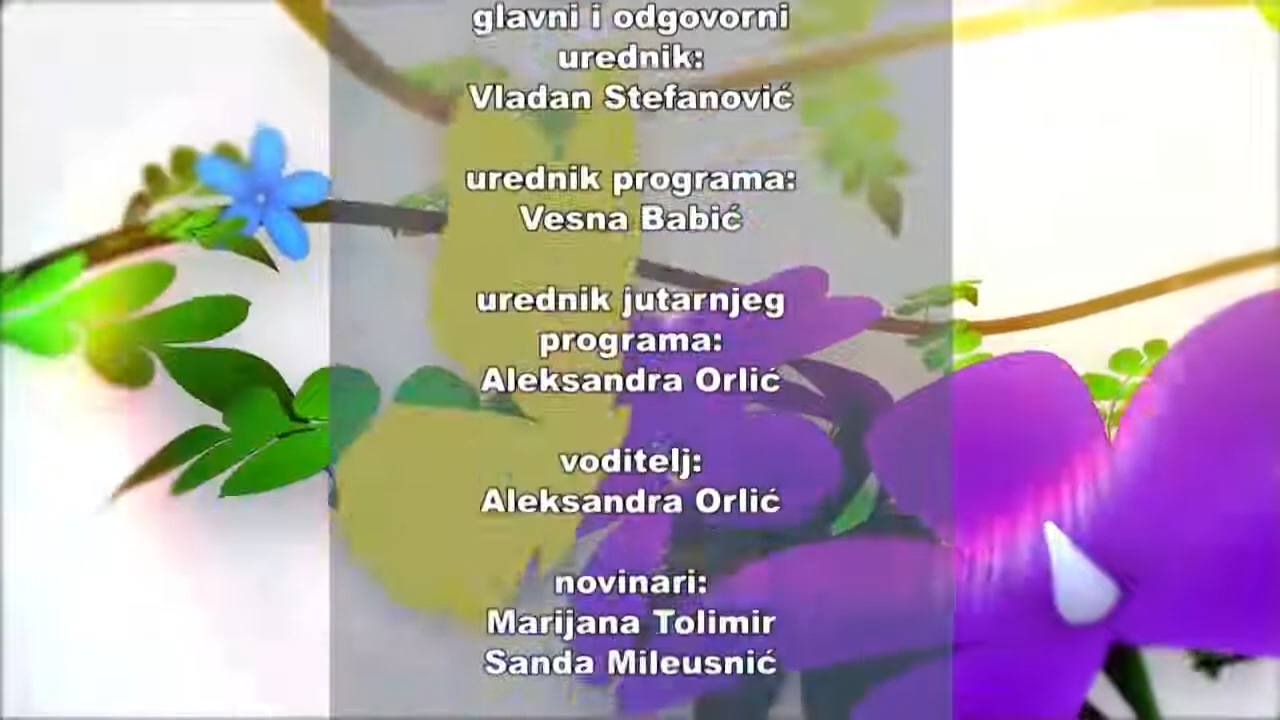 glavni i odgovorni
urednik:
Vladan Stefanović
urednik programa:
Vesna Babić
urednik jutarnjeg
programa:
Aleksandra Orlić
voditelj:
Aleksandra Orlić
novinari:
Marijana Tolimir
Sanda Mileusnić